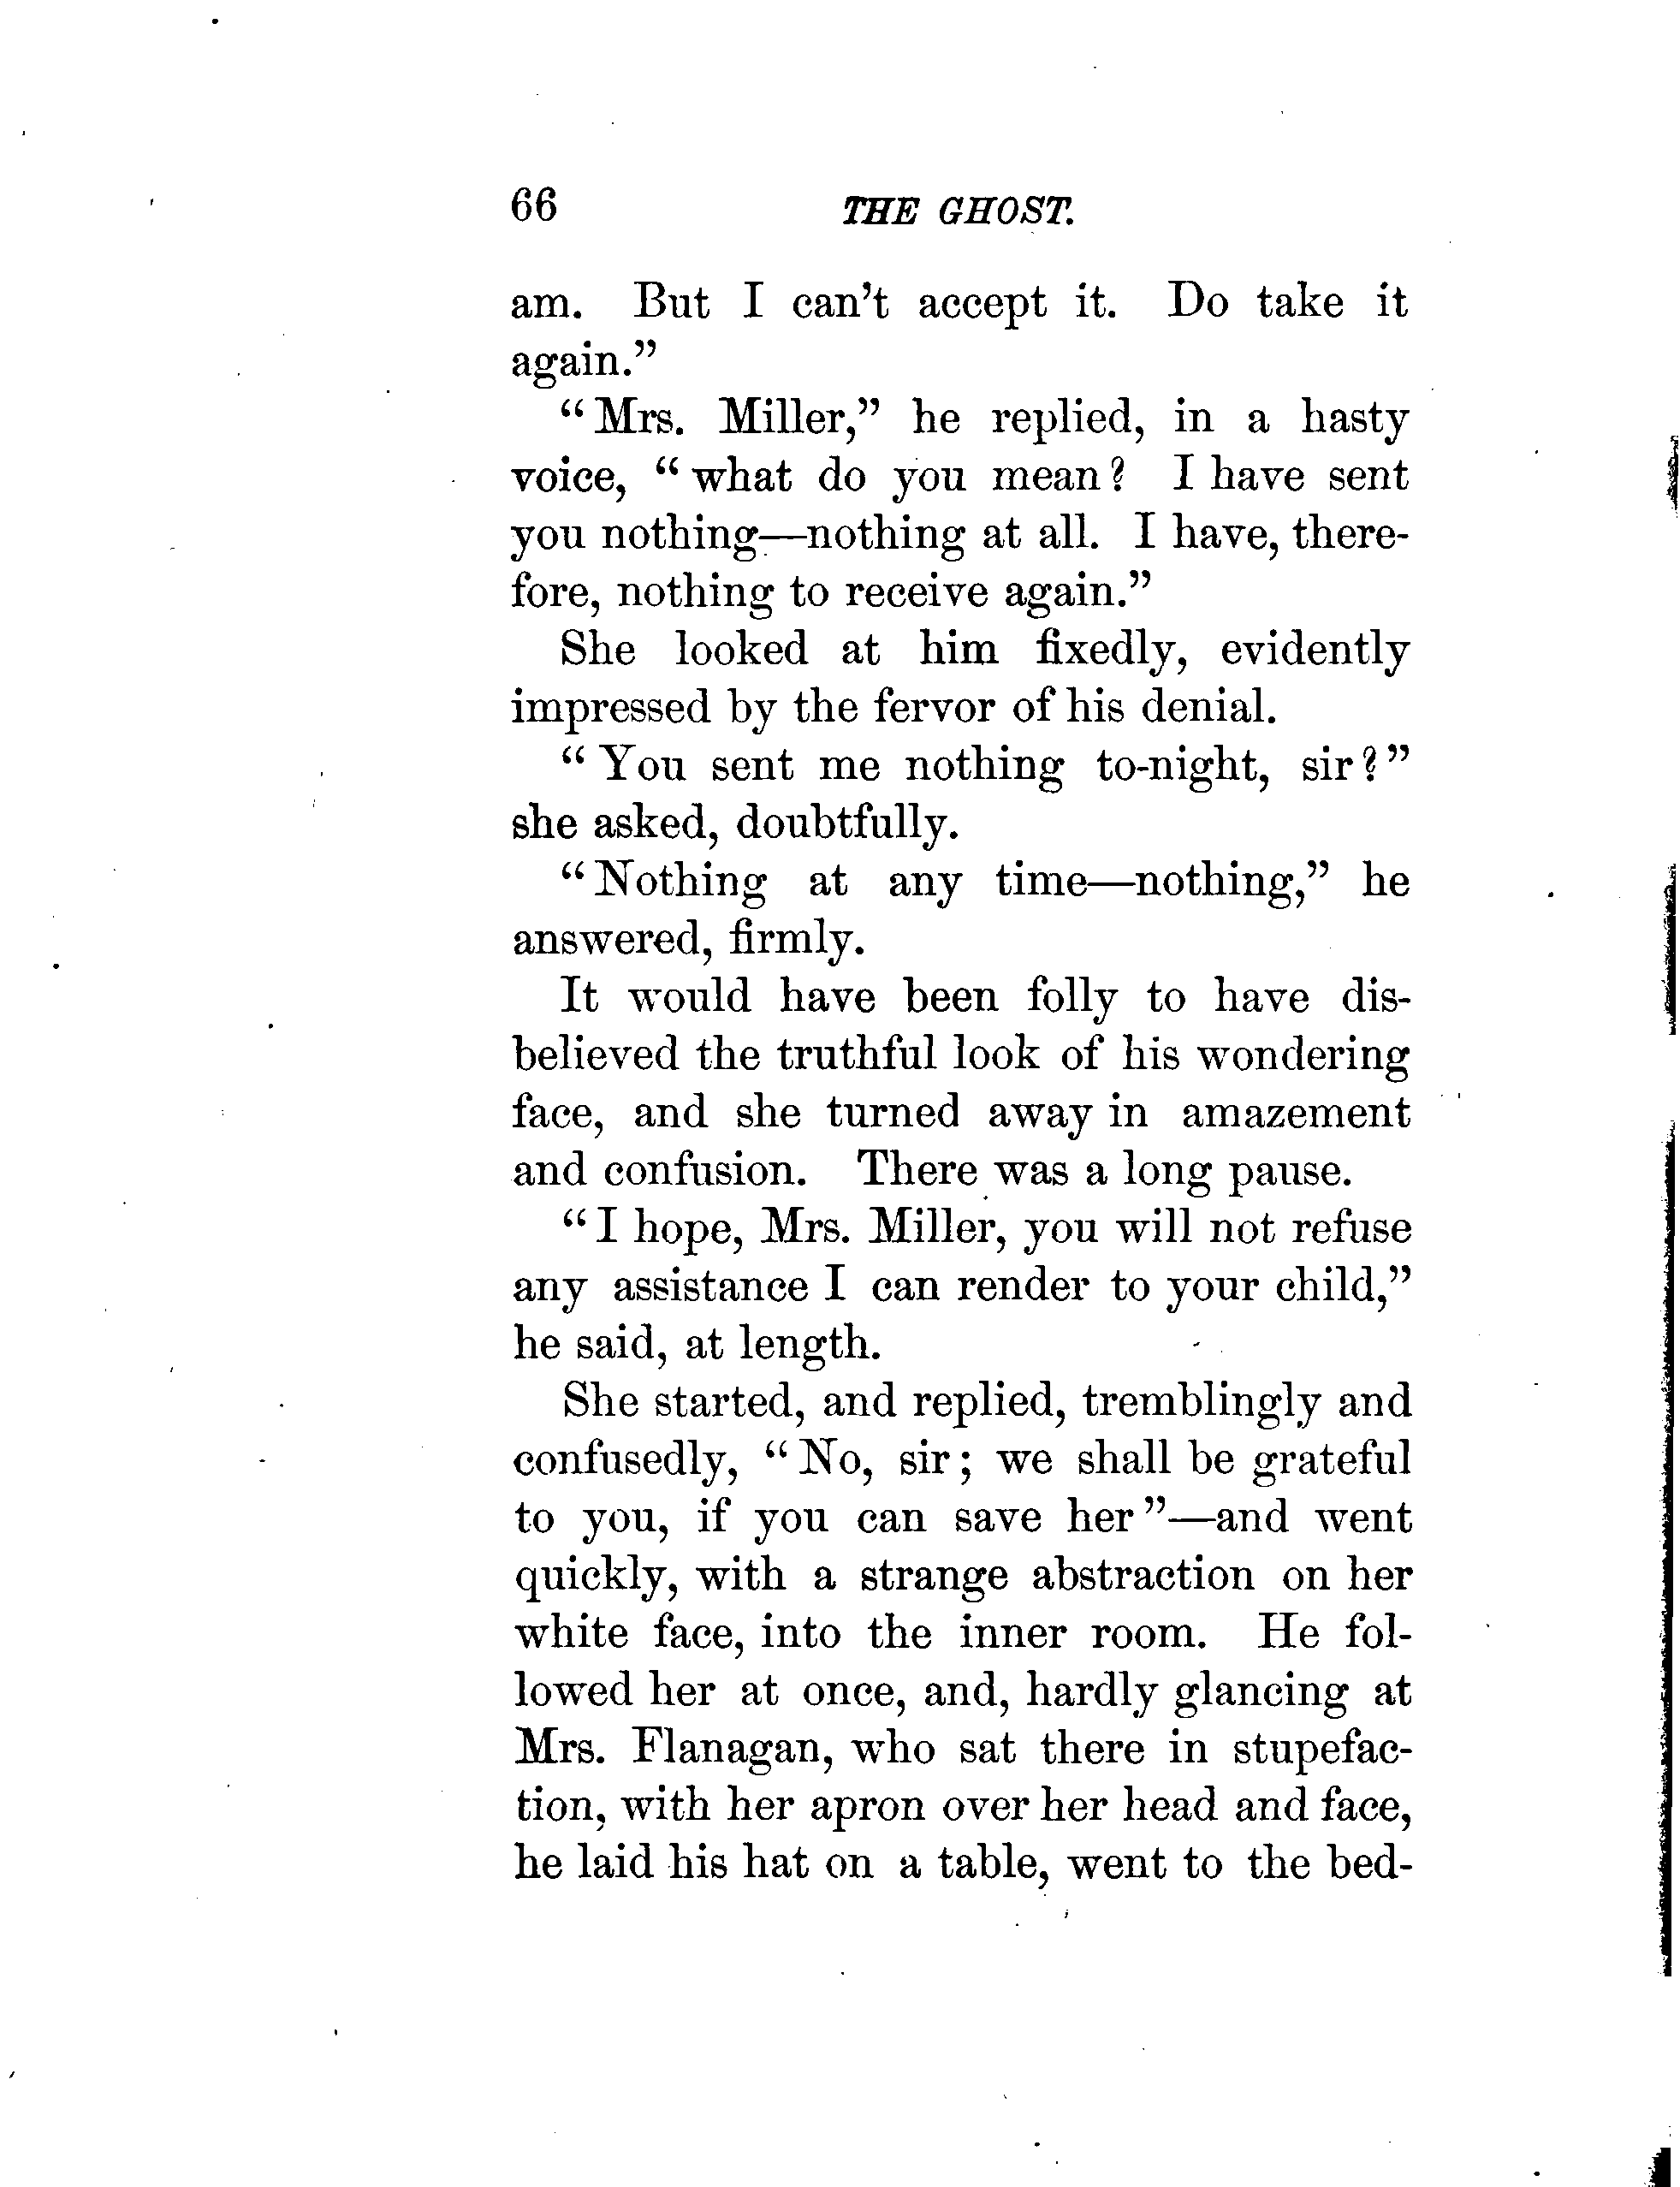 66 THE GHOST.
am. But I can't accept it. Do take it
again."
"Mrs. Miller," he replied, in a hasty
voice, "what do you mean? I have sent
you nothing—nothing at all. I have, there-
fore, nothing to receive again."
She looked at him fixedly, evidently
impressed by the fervor of his denial.
"You sent me nothing to-night, sir?"
she asked, doubtfully.
"Nothing at any time—nothing," he
answered, firmly.
It would have been folly to have dis-
believed the truthful look of his wondering
face, and she turned away in amazement
and confusion. There was a long pause.
"I hope, Mrs. Miller, you will not refuse
any assistance I can render to your child,"
he said, at length.
She started, and replied, tremblingly and
confusedly, "No, sir; we shall be grateful
to you, if you can save her"—and went
quickly, with a strange abstraction on her
white face, into the inner room. He fol-
lowed her at once, and, hardly glancing at
Mrs. Flanagan, who sat there in stupefac-
tion, with her apron over her head and face,
he laid his hat on a table, went to the bed-